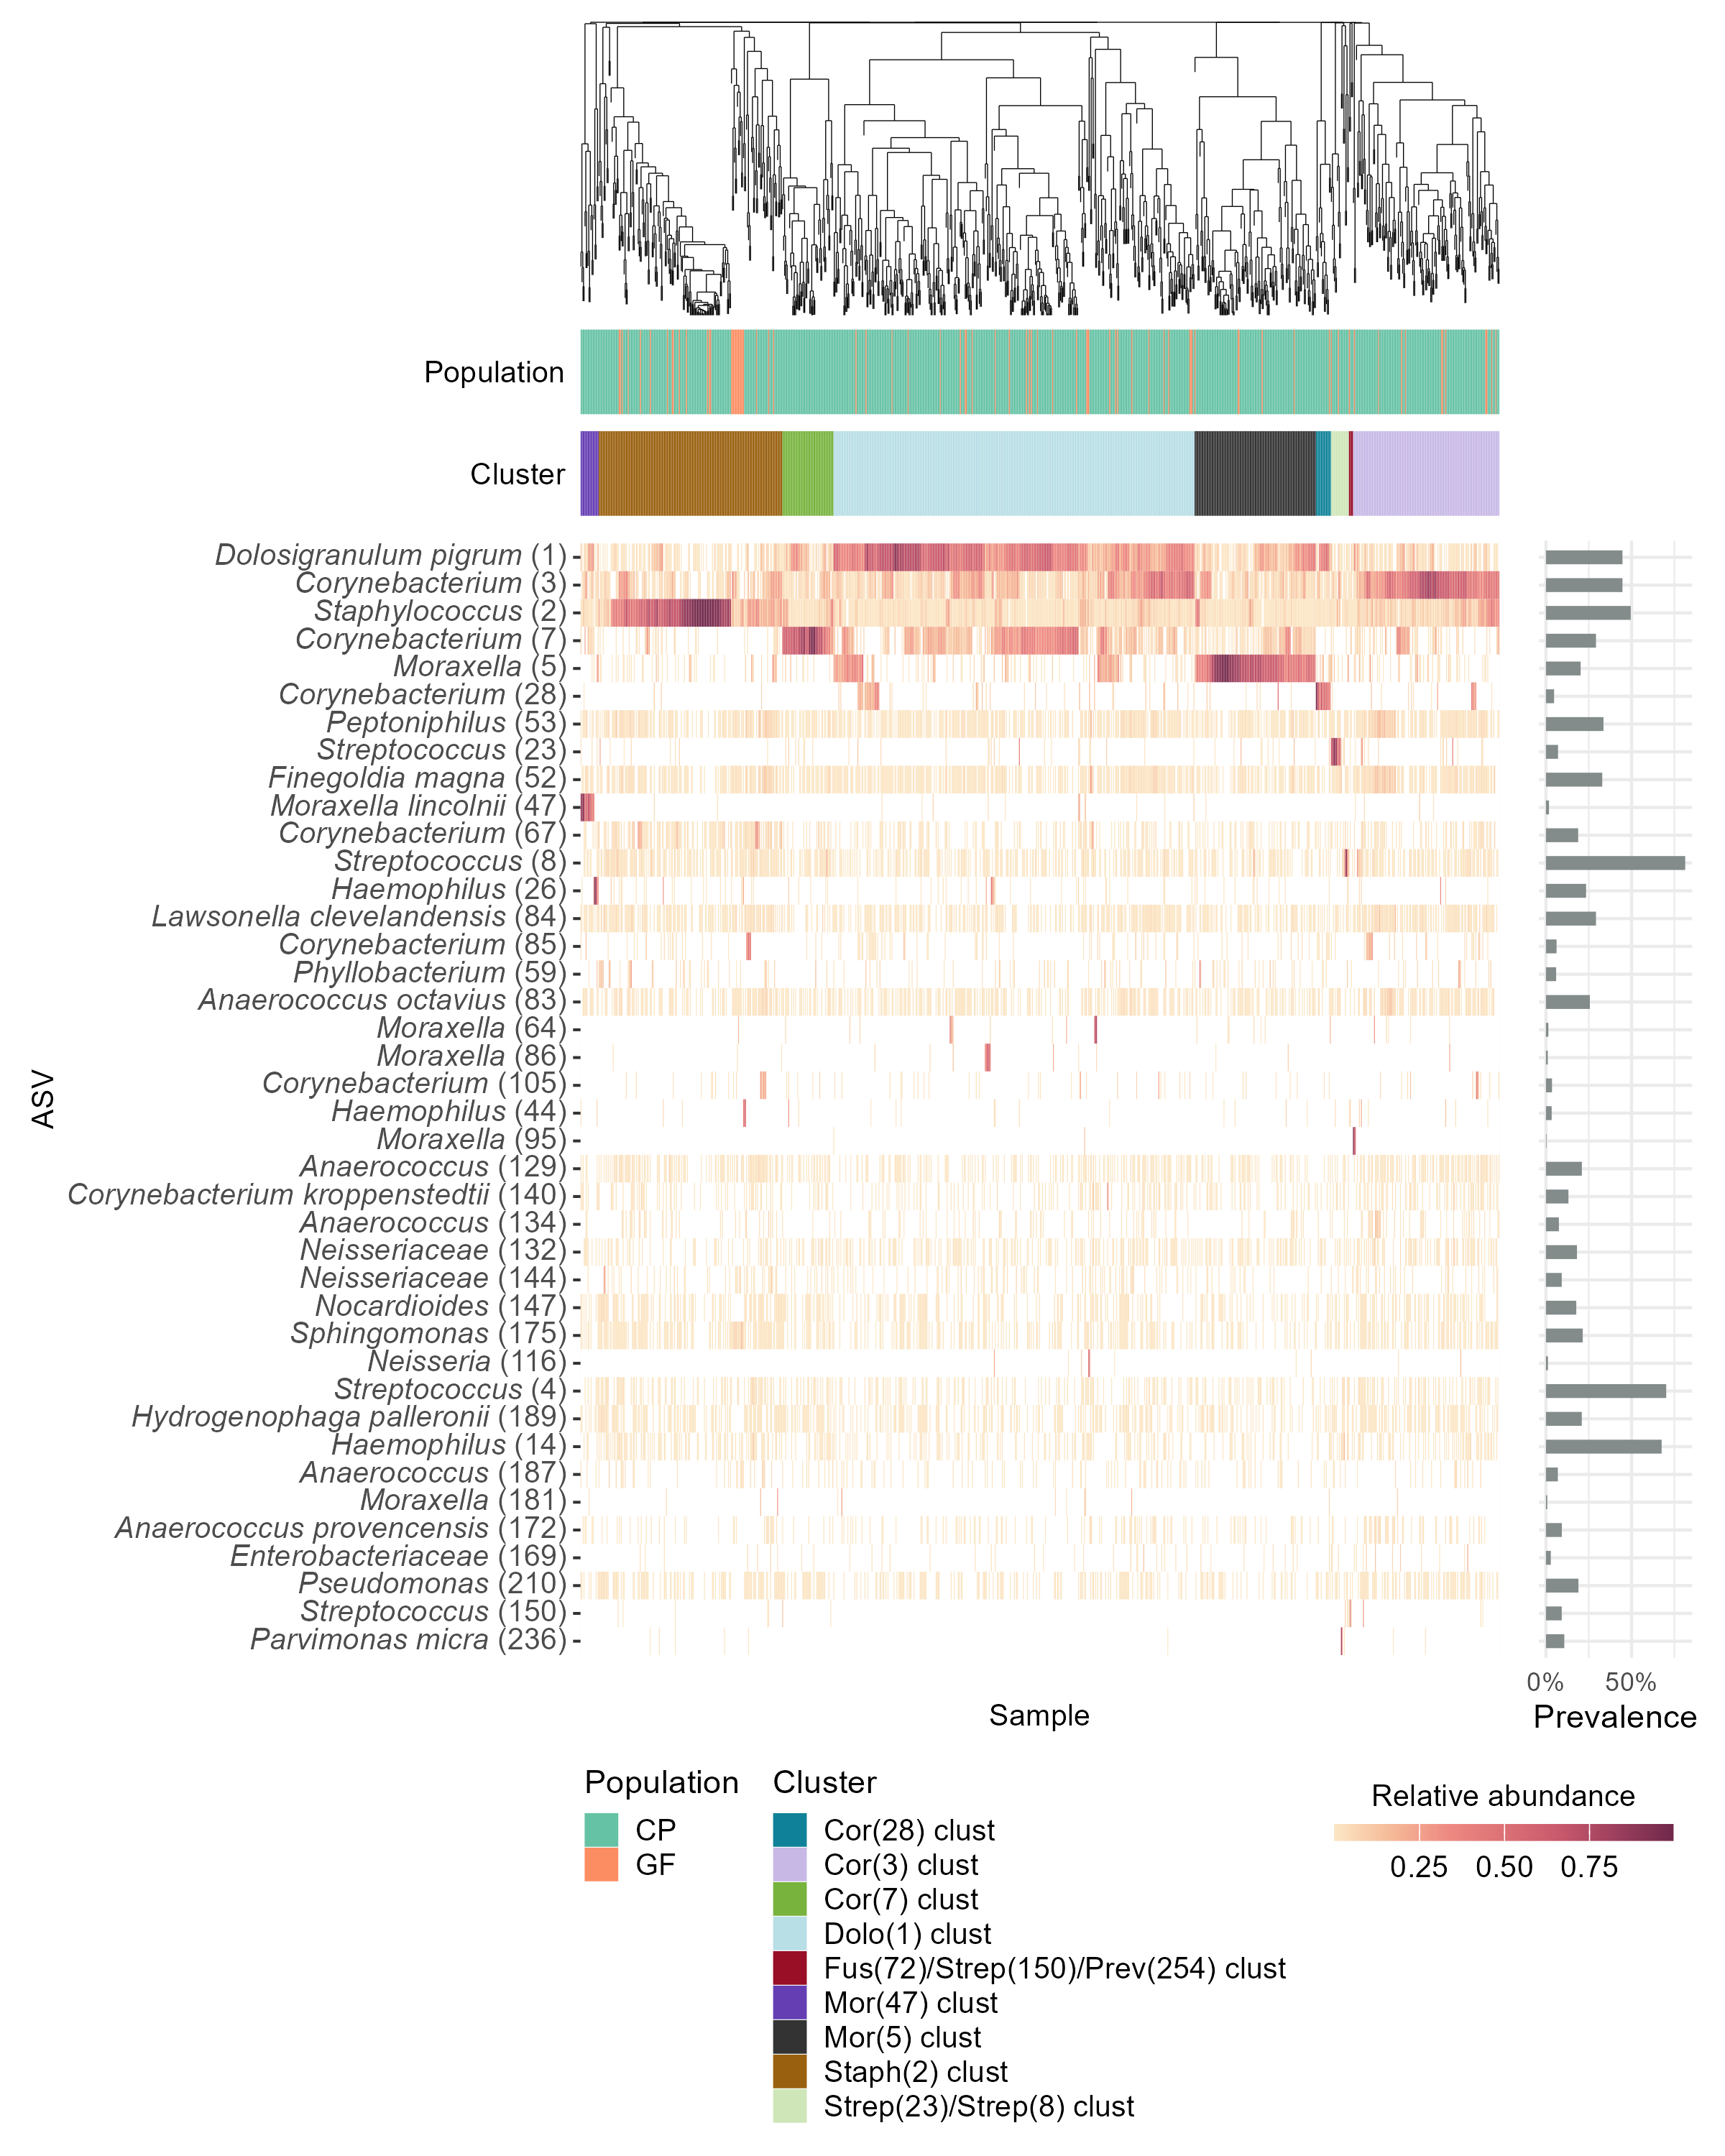 Population
Cluster
Dolosigranulum pigrum (1)
Corynebacterium (3)
Staphylococcus (2)
Corynebacterium (7)
Moraxella (5)
Corynebacterium (28)
Peptoniphilus (53)
Streptococcus (23)
Finegoldia magna (52)
Moraxella lincolnii (47)
Corynebacterium (67)
Streptococcus (8)
Haemophilus (26)
Lawsonella clevelandensis (84)
Corynebacterium (85)
Phyllobacterium (59)
Anaerococcus octavius (83)
Moraxella (64)
Moraxella (86)
Corynebacterium (105)
Haemophilus (44)
Moraxella (95)
Anaerococcus (129)
Corynebacterium kroppenstedtii (140)
Anaerococcus (134)
Neisseriaceae (132)
Neisseriaceae (144)
Nocardioides (147)
Sphingomonas (175)
Neisseria (116)
Streptococcus (4)
Hydrogenophaga palleronii (189)
Haemophilus (14)
Anaerococcus (187)
Moraxella (181)
Anaerococcus provencensis (172)
Enterobacteriaceae (169)
Pseudomonas (210)
Streptococcus (150)
Parvimonas micra (236)
ASV
Sample
0% 50%
Prevalence
Population
CP
GF
Cluster
Cor(28) clust
Cor(3) clust
Cor(7) clust
Dolo(1) clust
Fus(72)/Strep(150)/Prev(254) clust
Mor(47) clust
Mor(5) clust
Staph(2) clust
Strep(23)/Strep(8) clust
Relative abundance
0.25 0.50 0.75